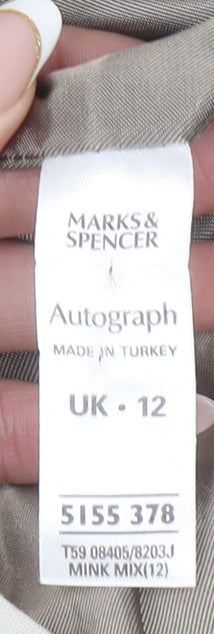 MARKS&
SPENCER
Autograph
MADE IN TURKEY
UK • 12
5155 378
T59 08405/8203J
MINK MIX(12)